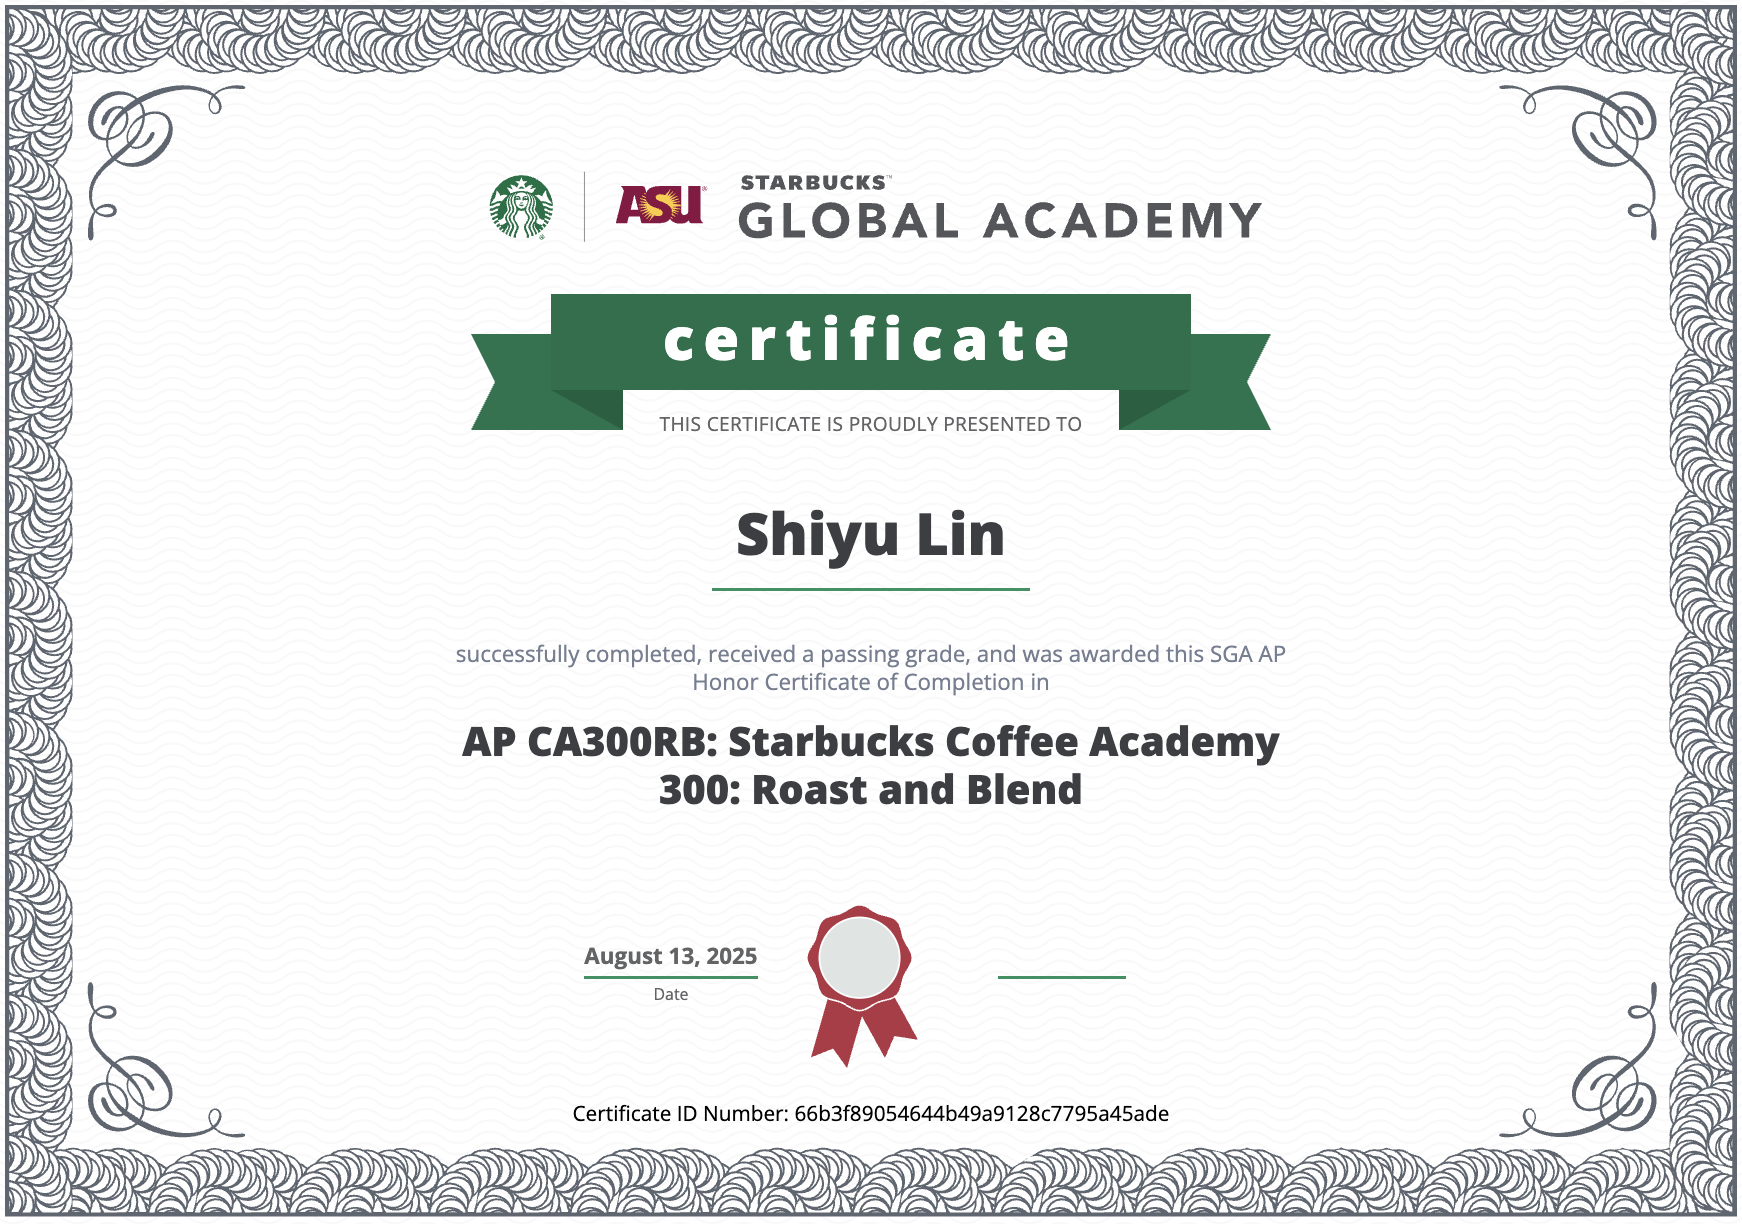 ASU
STARBUCKS™
GLOBAL ACADEMY
certificate
THIS CERTIFICATE IS PROUDLY PRESENTED TO
Shiyu Lin
successfully completed, received a passing grade, and was awarded this SGA AP
Honor Certificate of Completion in
AP CA300RB: Starbucks Coffee Academy
300: Roast and Blend
August 13, 2025
Date
Certificate ID Number: 66b3f89054644b49a9128c7795a45ade